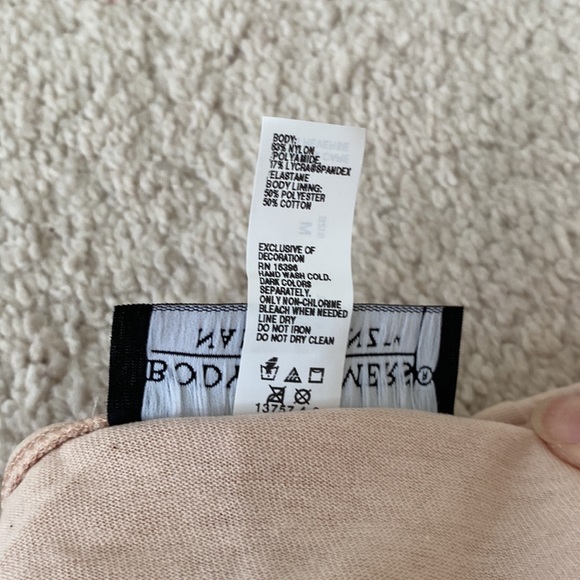 BODY:
83% NYLON
POLYAMIDE
17% LYCRA®SPANDEX
ELASTANE
BODY LINING:
50% POLYESTER
50% COTTON
EXCLUSIVE OF
DECORATION
RN 16396
HAND WASH COLD.
DARK COLORS
SEPARATELY.
ONLY NON-CHLORINE
BLEACH WHEN NEEDED
LINE DRY
DO NOT IRON
DO NOT DRY CLEAN